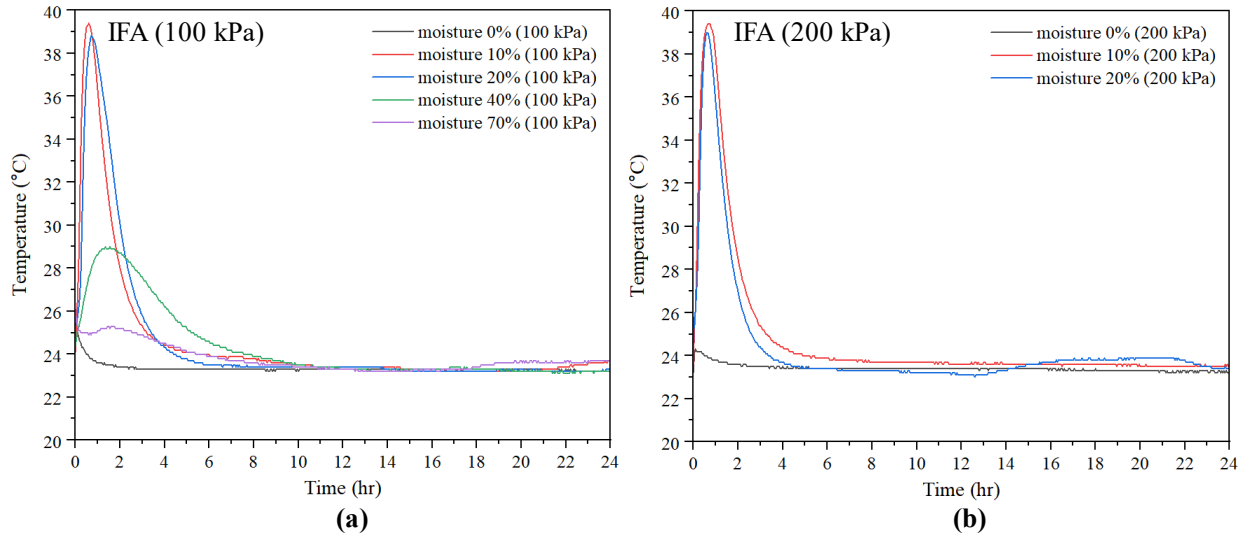 IFA (100 kPa)
moisture 0% (100 kPa)
moisture 10% (100 kPa)
moisture 20% (100 kPa)
moisture 40% (100 kPa)
moisture 70% (100 kPa)
Temperature (°C)
40
38
36
34
32
30
28
26
24
22
20
0 2 4 6 8 10 12 14 16 18 20 22 24
Time (hr)
(a)
IFA (200 kPa)
moisture 0% (200 kPa)
moisture 10% (200 kPa)
moisture 20% (200 kPa)
Temperature (°C)
40
38
36
34
32
30
28
26
24
22
20
0 2 4 6 8 10 12 14 16 18 20 22 24
Time (hr)
(b)